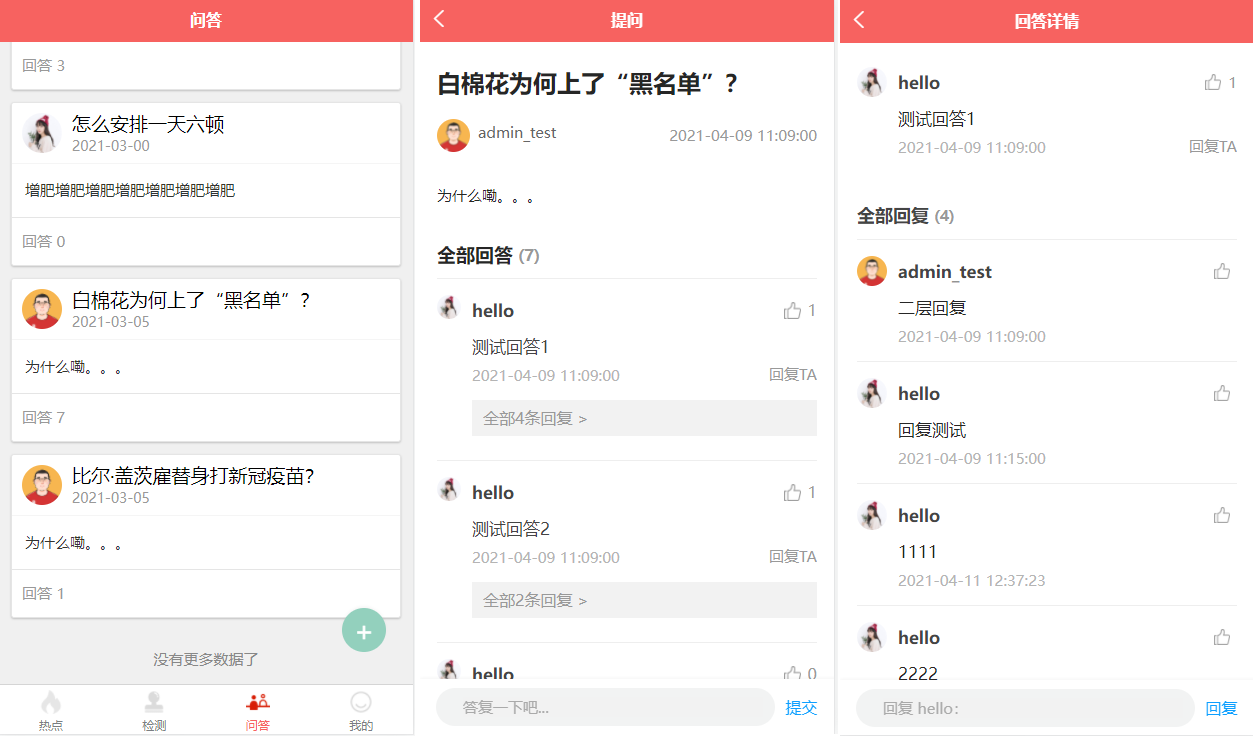 问答
回答 3
怎么安排一天六顿
2021-03-00
增肥增肥增肥增肥增肥增肥增肥
回答 0
白棉花为何上了“黑名单”？
2021-03-05
为什么嘞。。。
回答 7
比尔·盖茨雇替身打新冠疫苗?
2021-03-05
为什么嘞。。。
回答 1
+
没有更多数据了
热点
检测
问答
我的
提问
白棉花为何上了“黑名单”？
admin_test
2021-04-09 11:09:00
为什么嘞。。。
全部回答 (7)
hello
1
测试回答1
2021-04-09 11:09:00
回复TA
全部4条回复 >
hello
1
测试回答2
2021-04-09 11:09:00
回复TA
全部2条回复 >
hello
0
答复一下吧...
提交
回答详情
hello
1
测试回答1
2021-04-09 11:09:00
回复TA
全部回复 (4)
admin_test
二层回复
2021-04-09 11:09:00
hello
回复测试
2021-04-09 11:15:00
hello
1111
2021-04-11 12:37:23
hello
2222
回复 hello：
回复